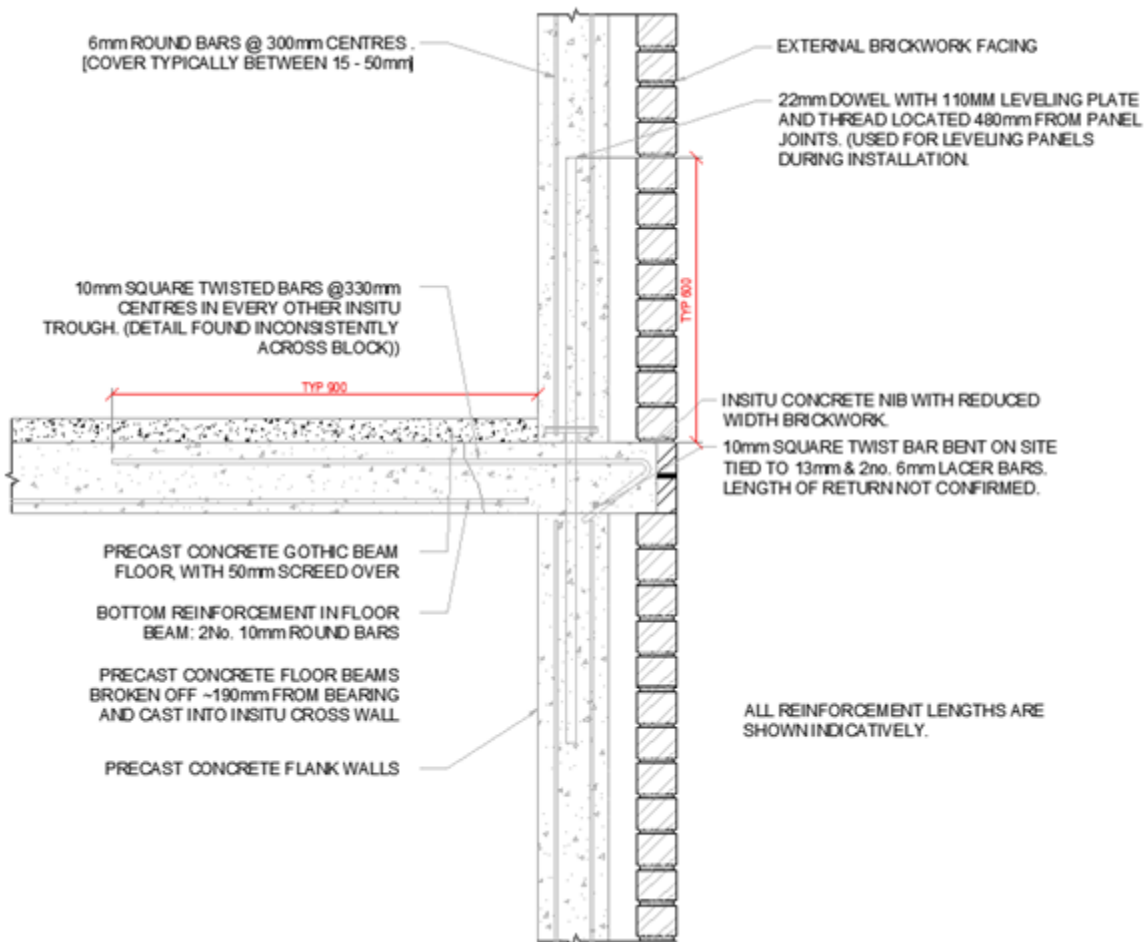 6mm ROUND BARS @ 300mm CENTRES .
[COVER TYPICALLY BETWEEN 15 - 50mm]
EXTERNAL BRICKWORK FACING
22mm DOWEL WITH 110MM LEVELING PLATE
AND THREAD LOCATED 480mm FROM PANEL
JOINTS. (USED FOR LEVELING PANELS
DURING INSTALLATION.
10mm SQUARE TWISTED BARS @330mm
CENTRES IN EVERY OTHER INSITU
TROUGH. (DETAIL FOUND INCONSISTENTLY
ACROSS BLOCK))
TYP 600
TYP 900
INSITU CONCRETE NIB WITH REDUCED
WIDTH BRICKWORK.
10mm SQUARE TWIST BAR BENT ON SITE
TIED TO 13mm & 2no. 6mm LACER BARS.
LENGTH OF RETURN NOT CONFIRMED.
PRECAST CONCRETE GOTHIC BEAM
FLOOR, WITH 50mm SCREED OVER
BOTTOM REINFORCEMENT IN FLOOR
BEAM: 2No. 10mm ROUND BARS
PRECAST CONCRETE FLOOR BEAMS
BROKEN OFF ~190mm FROM BEARING
AND CAST INTO INSITU CROSS WALL
ALL REINFORCEMENT LENGTHS ARE
SHOWN INDICATIVELY.
PRECAST CONCRETE FLANK WALLS